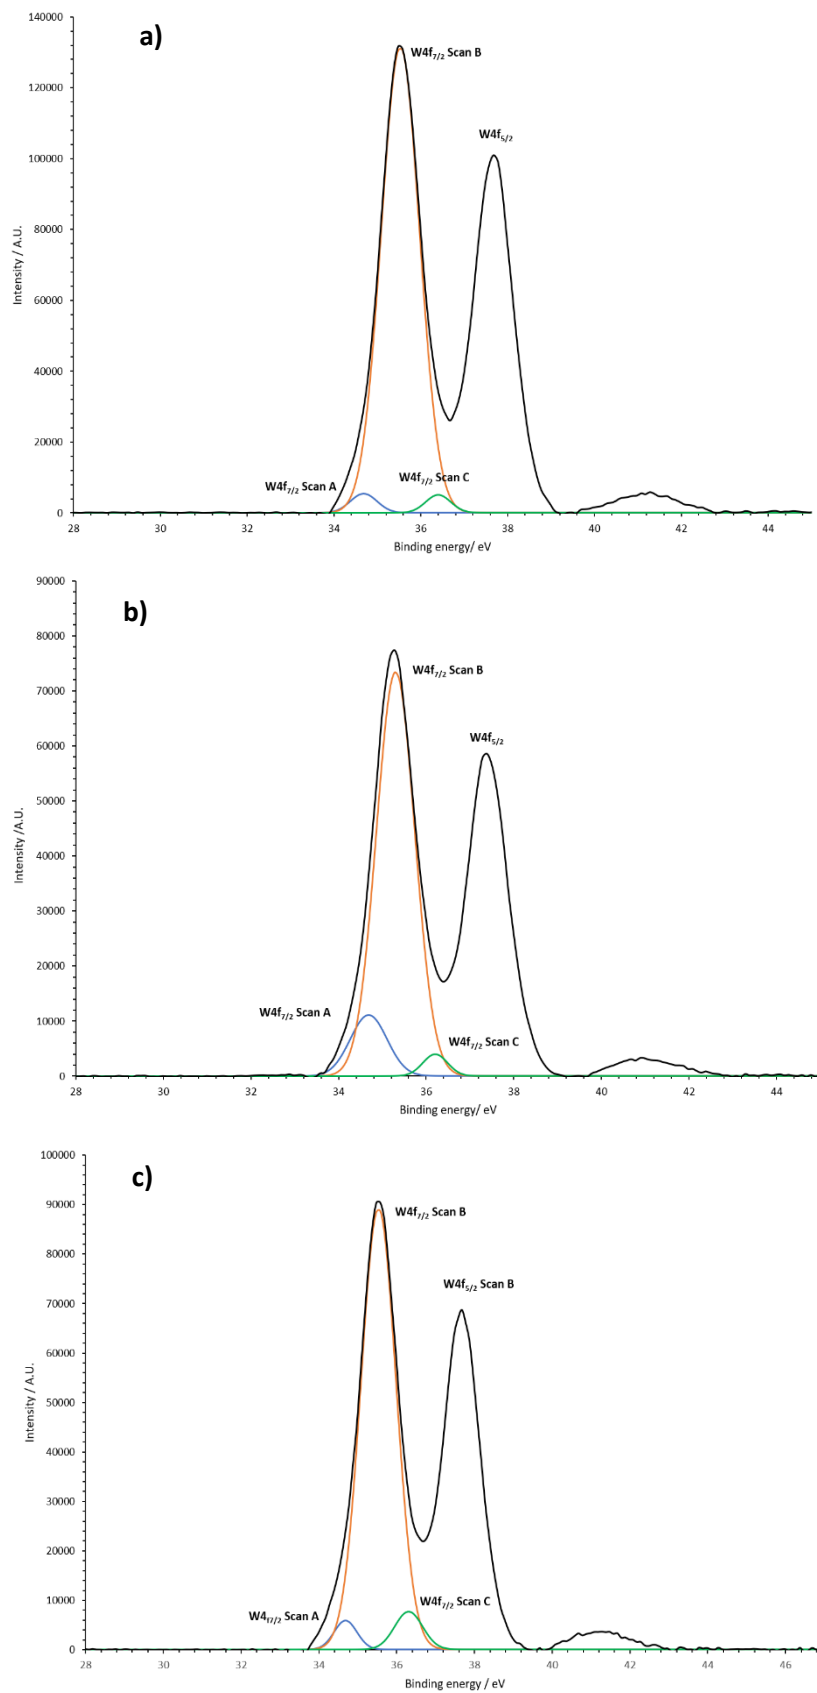 a)
140000
120000
100000
80000
60000
40000
20000
0
Intensity / A.U.
W4f7/2 Scan B
W4f5/2
W4f7/2 Scan A
W4f7/2 Scan C
28 30 32 34 36 38 40 42 44
Binding energy/ eV
b)
90000
80000
70000
60000
50000
40000
30000
20000
10000
0
Intensity /A.U.
W4f7/2 Scan B
W4f5/2
W4f7/2 Scan A
W4f7/2 Scan C
28 30 32 34 36 38 40 42 44
Binding energy/ eV
c)
100000
90000
80000
70000
60000
50000
40000
30000
20000
10000
0
Intensity / A.U.
W4f7/2 Scan B
W4f5/2 Scan B
W4f7/2 Scan A
W4f7/2 Scan C
28 30 32 34 36 38 40 42 44 46
Binding energy / eV